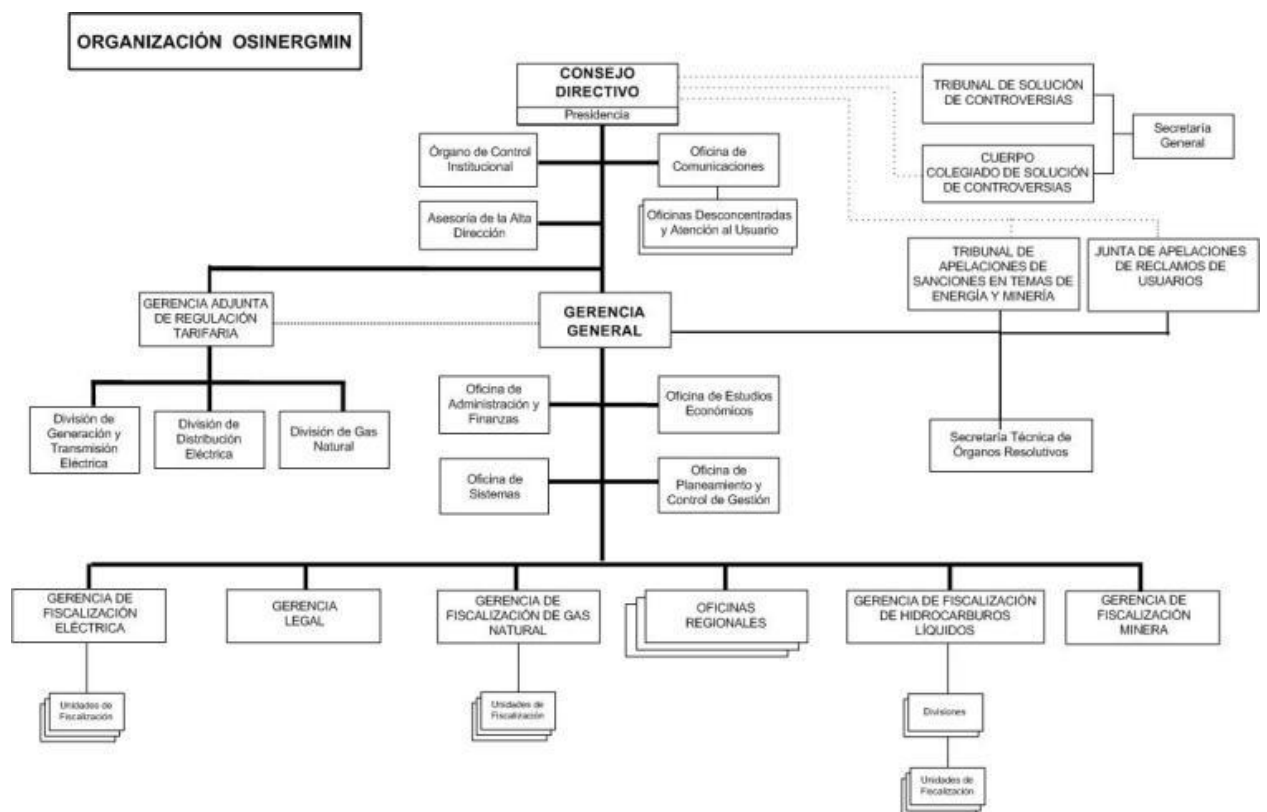 ORGANIZACIÓN OSINERGMIN
CONSEJO
DIRECTIVO
Presidencia
TRIBUNAL DE SOLUCIÓN
DE CONTROVERSIAS
Secretaría
General
CUERPO
COLEGIADO DE SOLUCIÓN
DE CONTROVERSIAS
Órgano de Control
Institucional
Oficina de
Comunicaciones
Asesoría de la Alta
Dirección
Oficinas Desconcentradas
y Atención al Usuario
TRIBUNAL DE
APELACIONES DE
SANCIONES EN TEMAS DE
ENERGÍA Y MINERÍA
JUNTA DE APELACIONES
DE RECLAMOS DE
USUARIOS
GERENCIA ADJUNTA
DE REGULACIÓN
TARIFARIA
GERENCIA
GENERAL
División de
Generación y
Transmisión
Eléctrica
División de
Distribución
Eléctrica
División de Gas
Natural
Oficina de
Administración y
Finanzas
Oficina de Estudios
Económicos
Secretaría Técnica de
Órganos Resolutivos
Oficina de
Sistemas
Oficina de
Planeamiento y
Control de Gestión
GERENCIA DE
FISCALIZACIÓN
ELÉCTRICA
GERENCIA
LEGAL
GERENCIA DE
FISCALIZACIÓN DE GAS
NATURAL
OFICINAS
REGIONALES
GERENCIA DE FISCALIZACIÓN
DE HIDROCARBUROS
LÍQUIDOS
GERENCIA DE
FISCALIZACIÓN
MINERA
Unidades de
Fiscalización
Unidades de
Fiscalización
Divisiones
Unidades de
Fiscalización